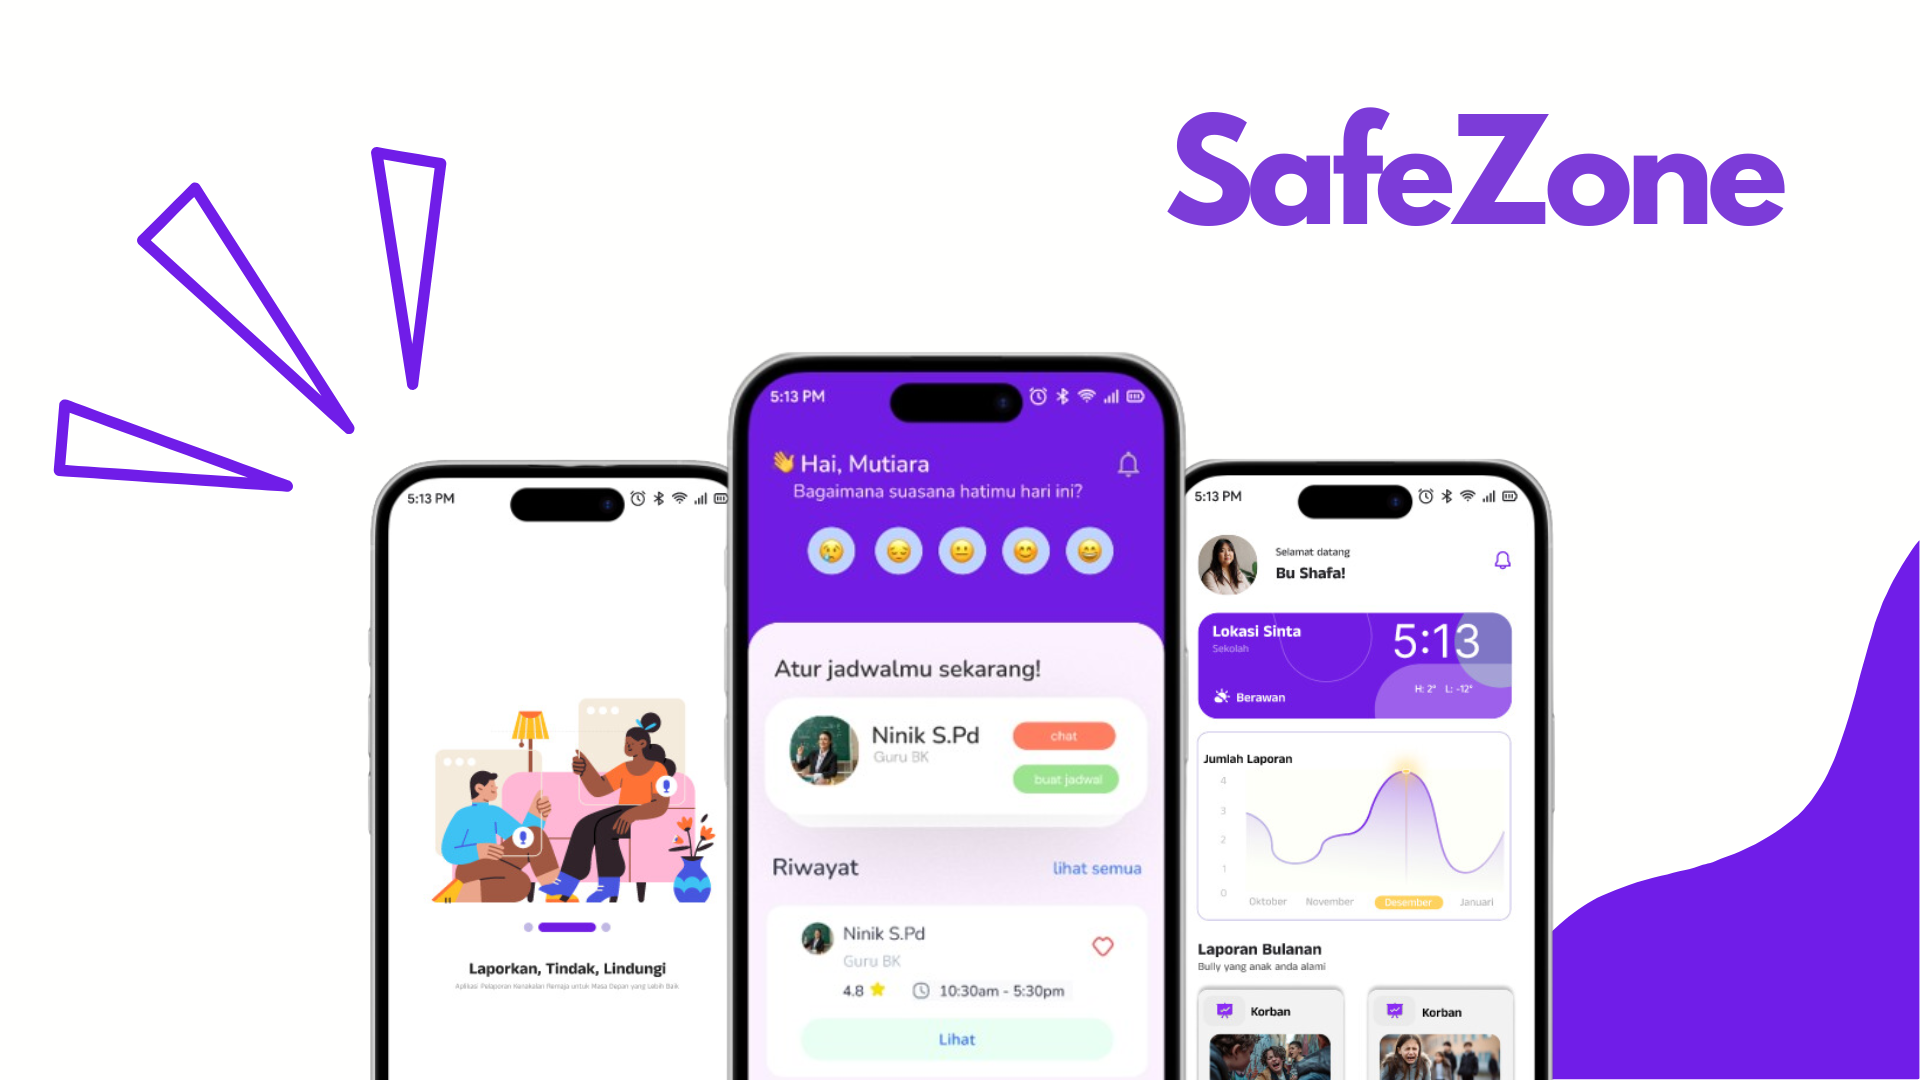 SafeZone
5:13 PM
Laporkan, Tindak, Lindungi
Aplikasi Pelaporan Kenakalan Remaja untuk Masa Depan yang Lebih Baik
5:13 PM
Hai, Mutiara
Bagaimana suasana hatimu hari ini?
Atur jadwalmu sekarang!
Ninik S.Pd
Guru BK
chat
buat jadwal
Riwayat
lihat semua
Ninik S.Pd
Guru BK
4.8
10:30am - 5:30pm
Lihat
5:13 PM
Selamat datang
Bu Shafa!
Lokasi Sinta
Sekolah
5:13
Berawan
H: 2° L: -12°
Jumlah Laporan
4
3
2
1
0
Oktober November Desember Januari
Laporan Bulanan
Bully yang anak anda alami
Korban
Korban